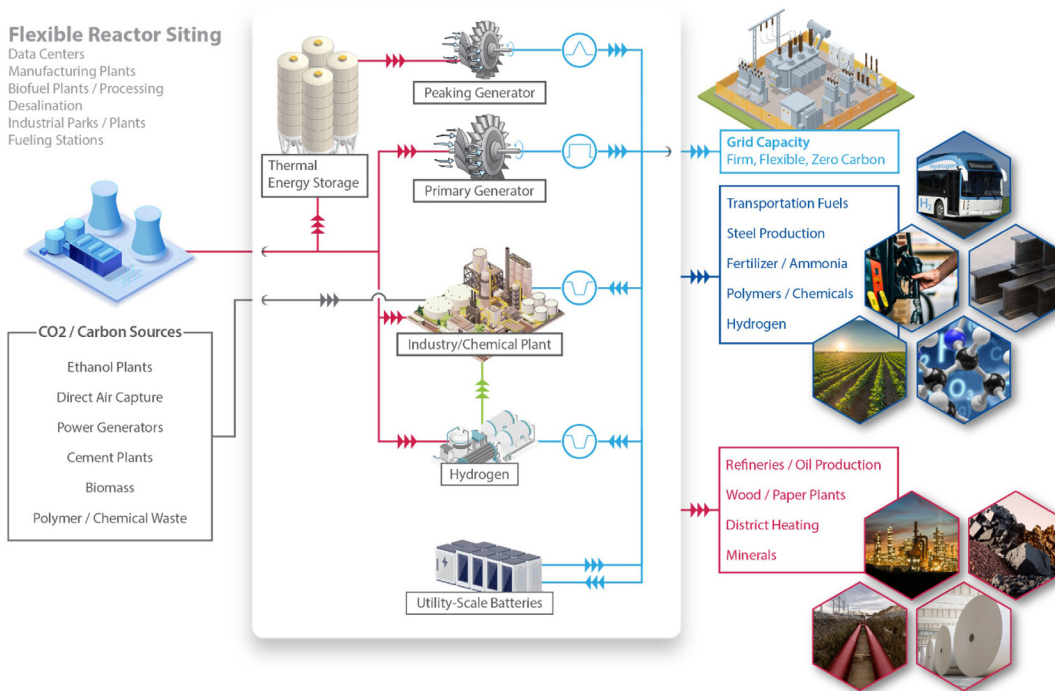 Flexible Reactor Siting
Data Centers
Manufacturing Plants
Biofuel Plants / Processing
Desalination
Industrial Parks / Plants
Fueling Stations
Thermal
Energy Storage
Peaking Generator
Primary Generator
Grid Capacity
Firm, Flexible, Zero Carbon
CO2 / Carbon Sources
Ethanol Plants
Direct Air Capture
Power Generators
Cement Plants
Biomass
Polymer / Chemical Waste
Industry/Chemical Plant
Hydrogen
Utility-Scale Batteries
Transportation Fuels
Steel Production
Fertilizer / Ammonia
Polymers / Chemicals
Hydrogen
Hydrogen
H2
O₂
Refineries / Oil Production
Wood / Paper Plants
District Heating
Minerals